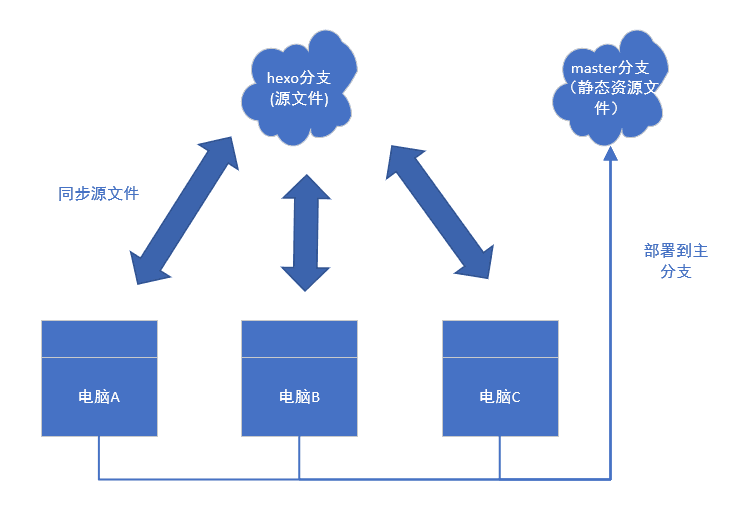 hexo分支
(源文件)
master分支
（静态资源文
件）
同步源文件
部署到主
分支
电脑A
电脑B
电脑C